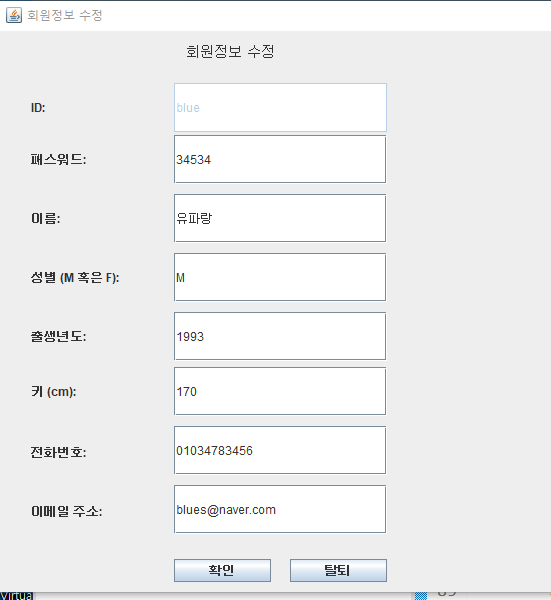 회원정보 수정
회원정보 수정
ID: blue
패스워드: 34534
이름: 유파랑
성별 (M 혹은 F): M
출생년도: 1993
키 (cm): 170
전화번호: 01034783456
이메일 주소: blues@naver.com
확인 탈퇴
Virtua